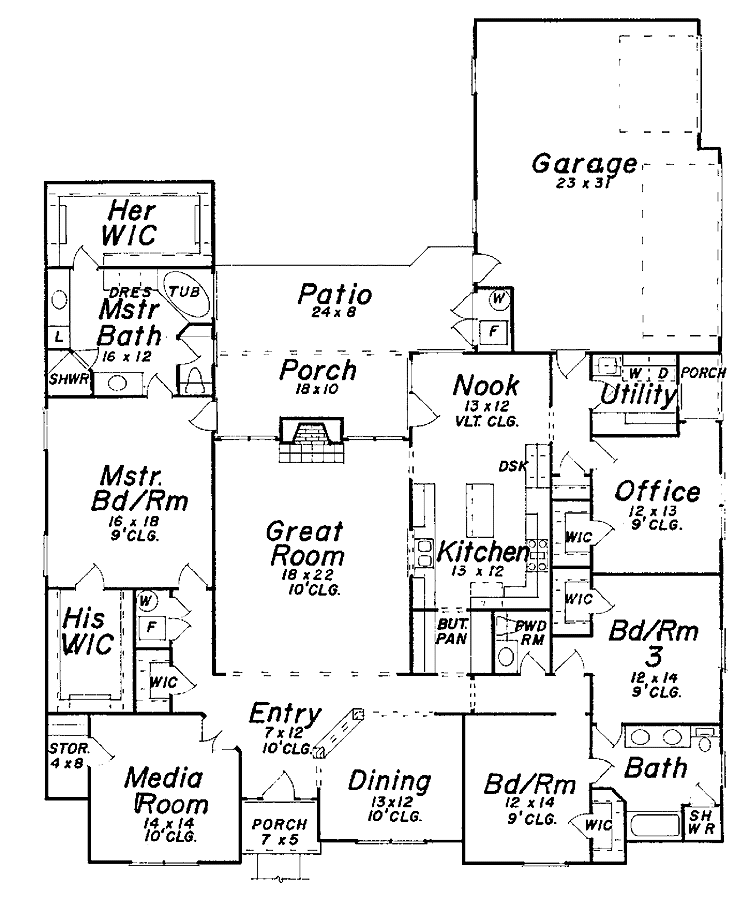 Garage
23 x 31
Her
WIC
DRES
TUB
Mstr
Bath
16 x 12
L
SHWR
Patio
24 x 8
W
F
Porch
18 x 10
Nook
13 x 12
VLT. CLG.
W D
PORCH
Utility
DSK
Mstr.
Bd/Rm
16 x 18
9' CLG.
Great
Room
18 x 22
10' CLG.
Kitchen
13 x 12
Office
12 x 13
9' CLG.
WIC
WIC
His
WIC
W
F
WIC
BUT.
PAN
PWD
RM
Bd/Rm
3
12 x 14
9' CLG.
Entry
7 x 12
10' CLG.
STOR.
4 x 8
Media
Room
14 x 14
10' CLG.
Dining
13 x 12
10' CLG.
Bd/Rm
12 x 14
9' CLG.
Bath
WIC
SH
WR
PORCH
7 x 5